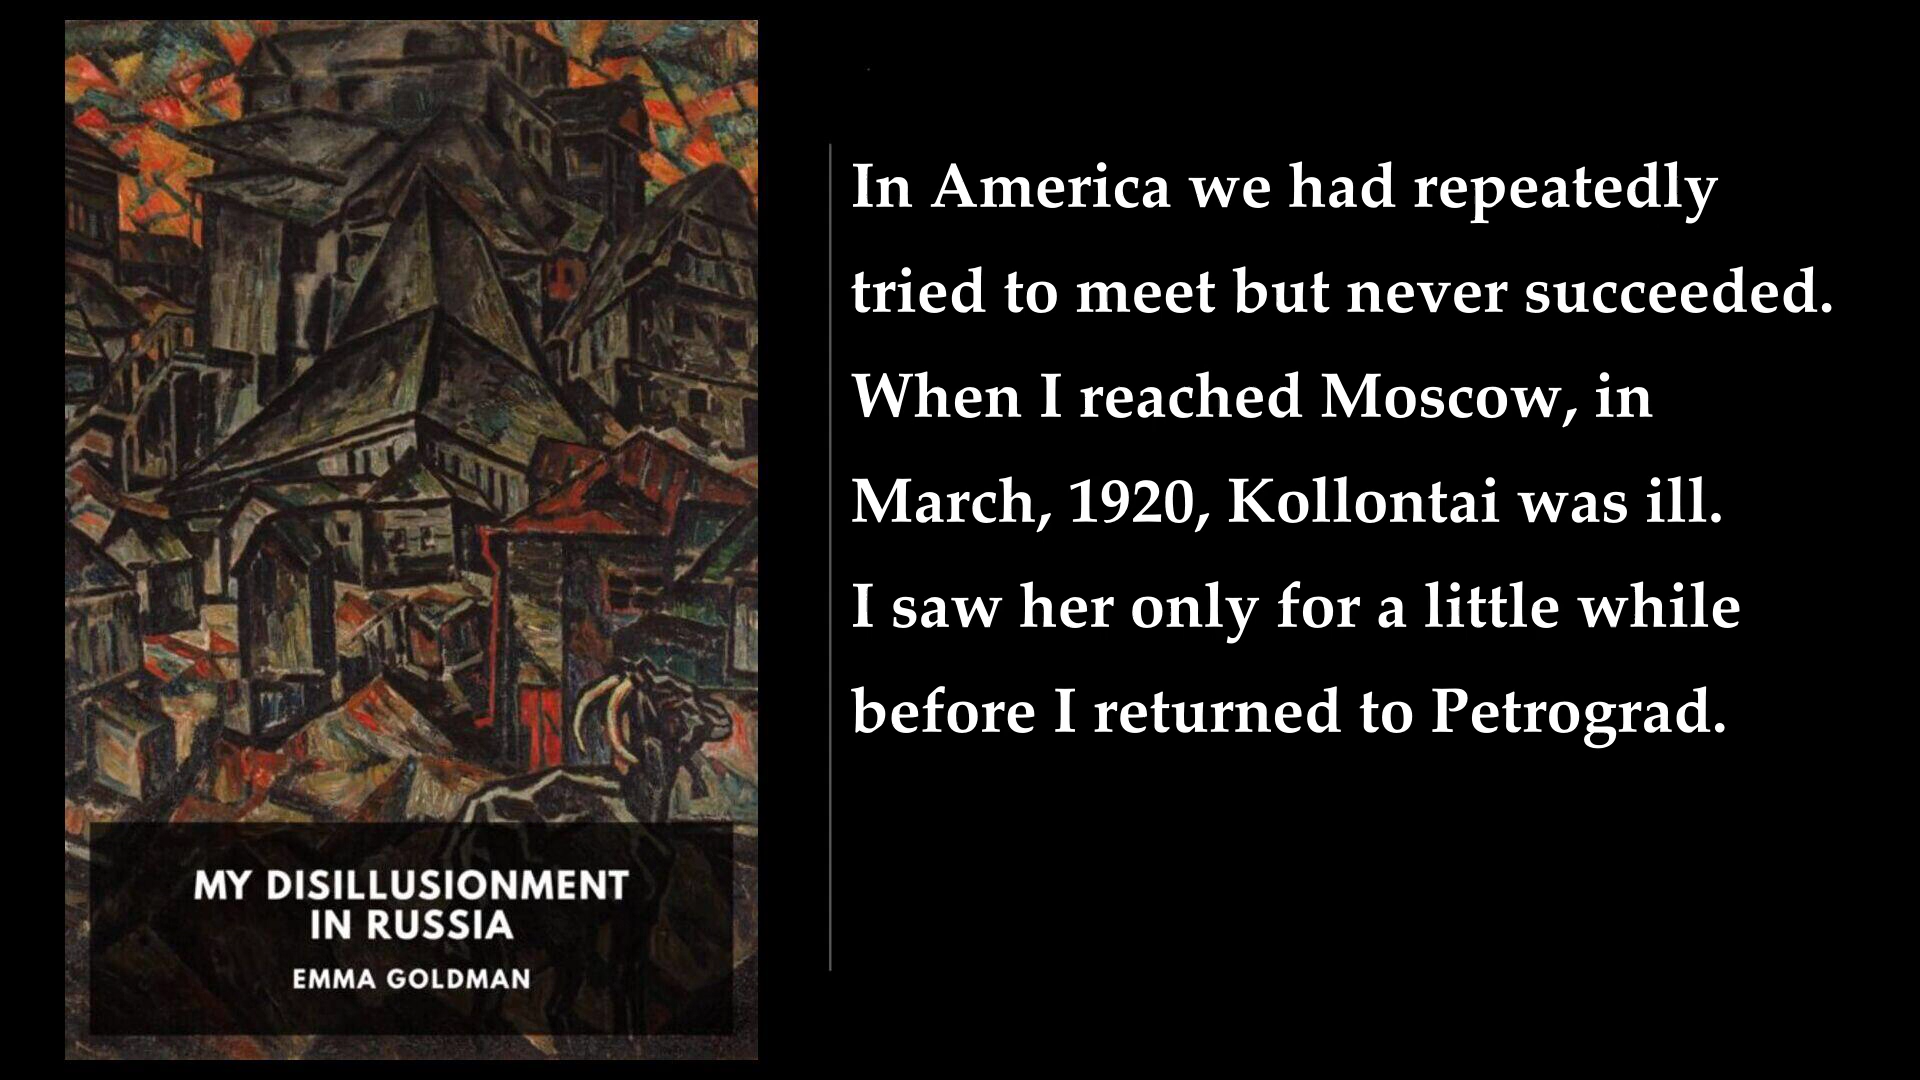 MY DISILLUSIONMENT
IN RUSSIA
EMMA GOLDMAN
In America we had repeatedly
tried to meet but never succeeded.
When I reached Moscow, in
March, 1920, Kollontai was ill.
I saw her only for a little while
before I returned to Petrograd.